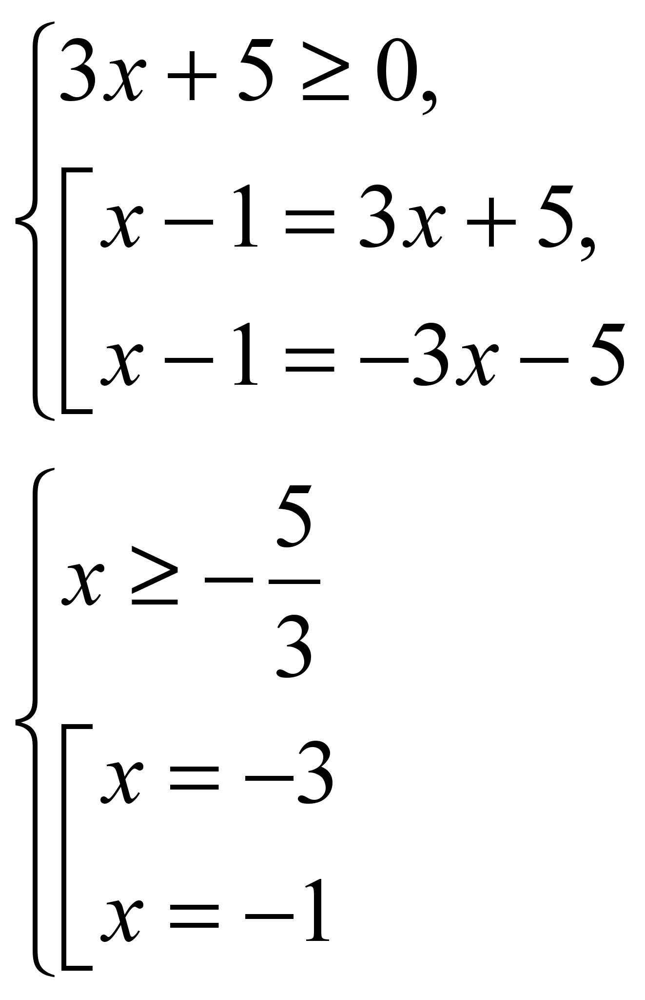 3x + 5 ≥ 0,
x − 1 = 3x + 5,
x − 1 = −3x − 5
x ≥ −5/3
x = −3
x = −1